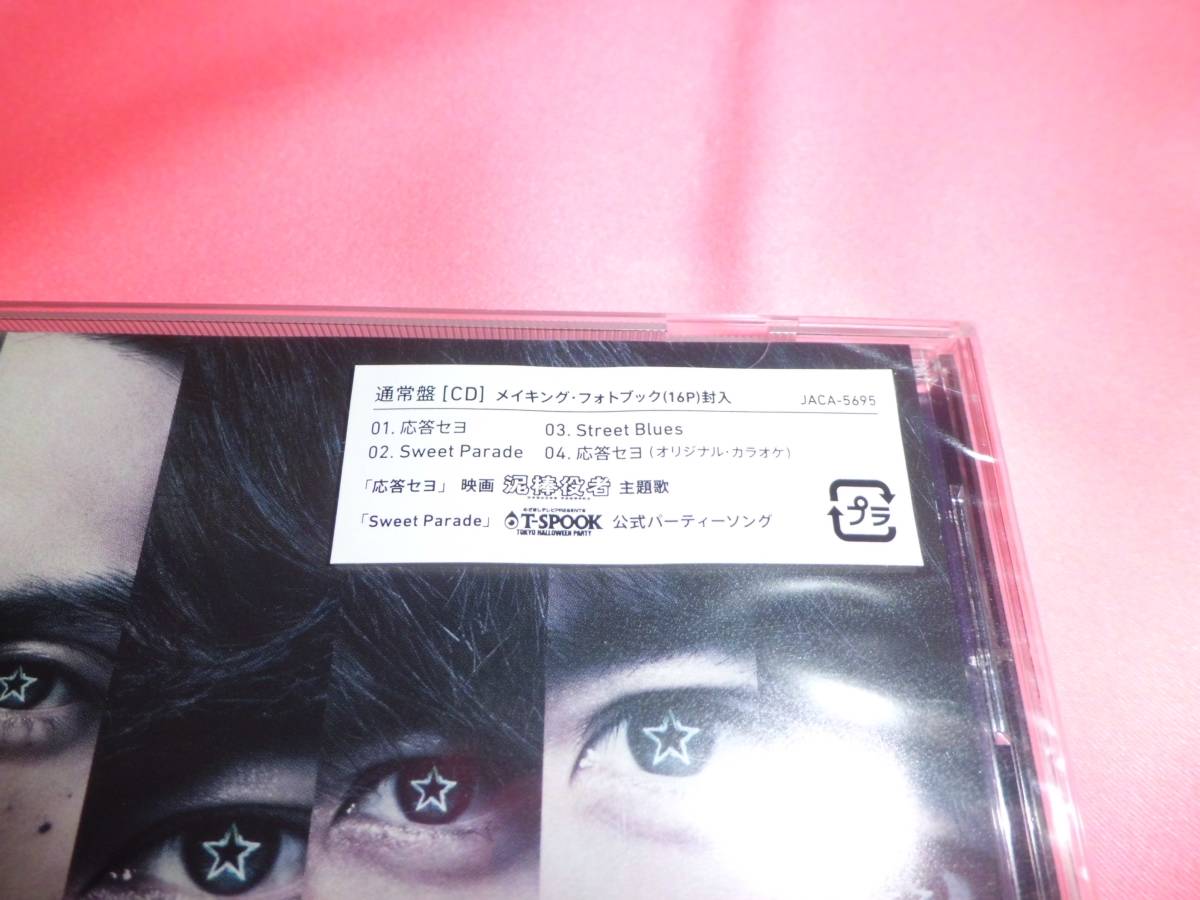 通常盤 [CD] メイキング・フォトブック(16P)封入 JACA-5695
01. 応答セヨ 03. Street Blues
02. Sweet Parade 04. 応答セヨ (オリジナル・カラオケ)
「応答セヨ」 映画 泥棒役者 主題歌
「Sweet Parade」 T-SPOOK 公式パーティーソング
TOKYO HALLOWEEN PARTY
プラ